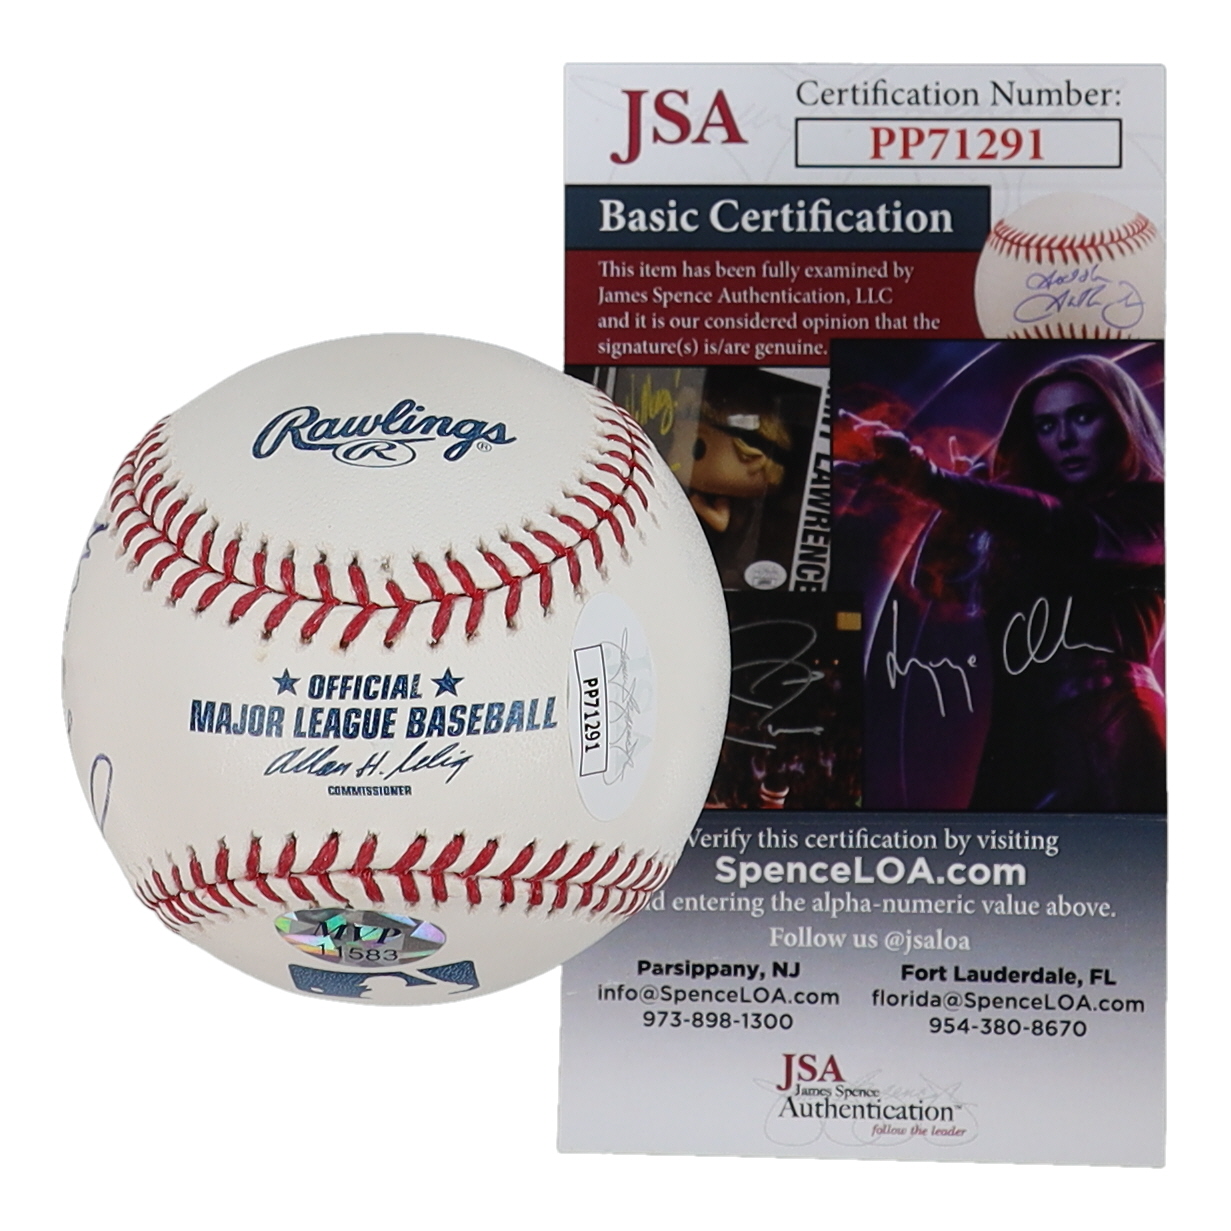 JSA
Certification Number:
PP71291
Basic Certification
This item has been fully examined by
James Spence Authentication, LLC
and it is our considered opinion that the
signature(s) is/are genuine.
LAWRENCE
Rawlings
R
®
OFFICIAL
MAJOR LEAGUE BASEBALL
Allan H. Selig
COMMISSIONER
PP71291
MVP
11583
Verify this certification by visiting
SpenceLOA.com
entering the alpha-numeric value above.
Follow us @jsaloa
Parsippany, NJ
info@SpenceLOA.com
973-898-1300
Fort Lauderdale, FL
florida@SpenceLOA.com
954-380-8670
JSA
James Spence
Authentication™
follow the leader